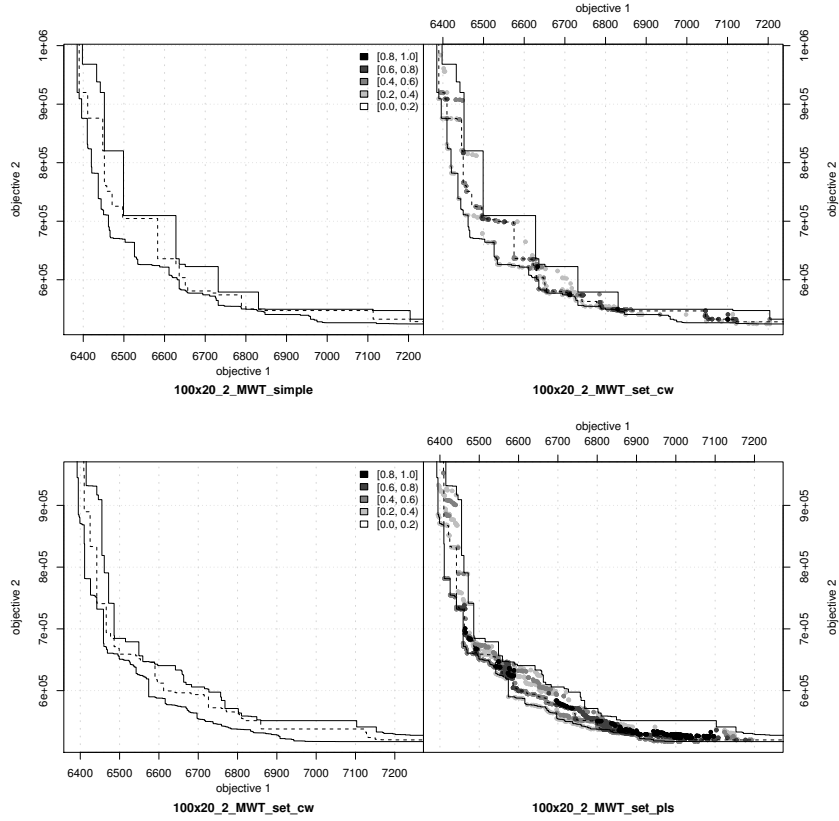 objective 1
6400 6500 6600 6700 6800 6900 7000 7100 7200
objective 2
1e+06
9e+05
8e+05
7e+05
6e+05
[0.8, 1.0]
[0.6, 0.8)
[0.4, 0.6)
[0.2, 0.4)
[0.0, 0.2)
1e+06
9e+05
8e+05
7e+05
6e+05
objective 2
6400 6500 6600 6700 6800 6900 7000 7100 7200
objective 1
100x20_2_MWT_simple
100x20_2_MWT_set_cw
objective 1
6400 6500 6600 6700 6800 6900 7000 7100 7200
objective 2
9e+05
8e+05
7e+05
6e+05
[0.8, 1.0]
[0.6, 0.8)
[0.4, 0.6)
[0.2, 0.4)
[0.0, 0.2)
9e+05
8e+05
7e+05
6e+05
objective 2
6400 6500 6600 6700 6800 6900 7000 7100 7200
objective 1
100x20_2_MWT_set_cw
100x20_2_MWT_set_pls